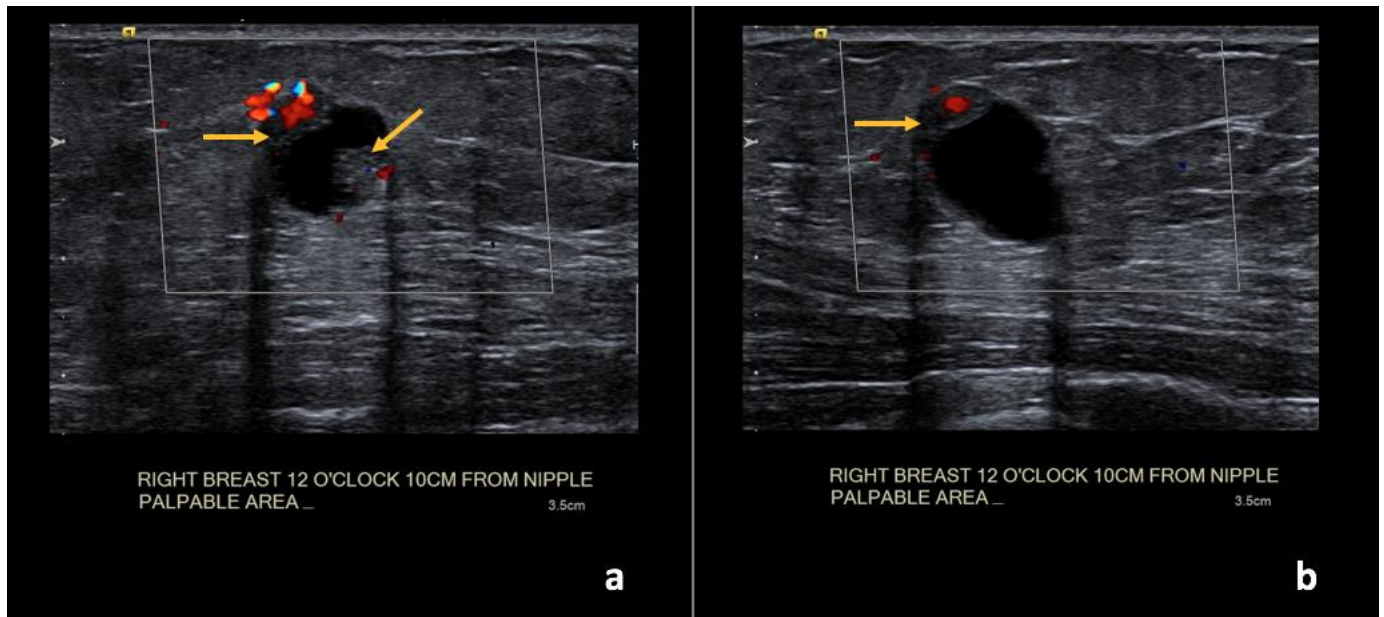 RIGHT BREAST 12 O'CLOCK 10CM FROM NIPPLE
PALPABLE AREA _
3.5cm
a
RIGHT BREAST 12 O'CLOCK 10CM FROM NIPPLE
PALPABLE AREA _
3.5cm
b